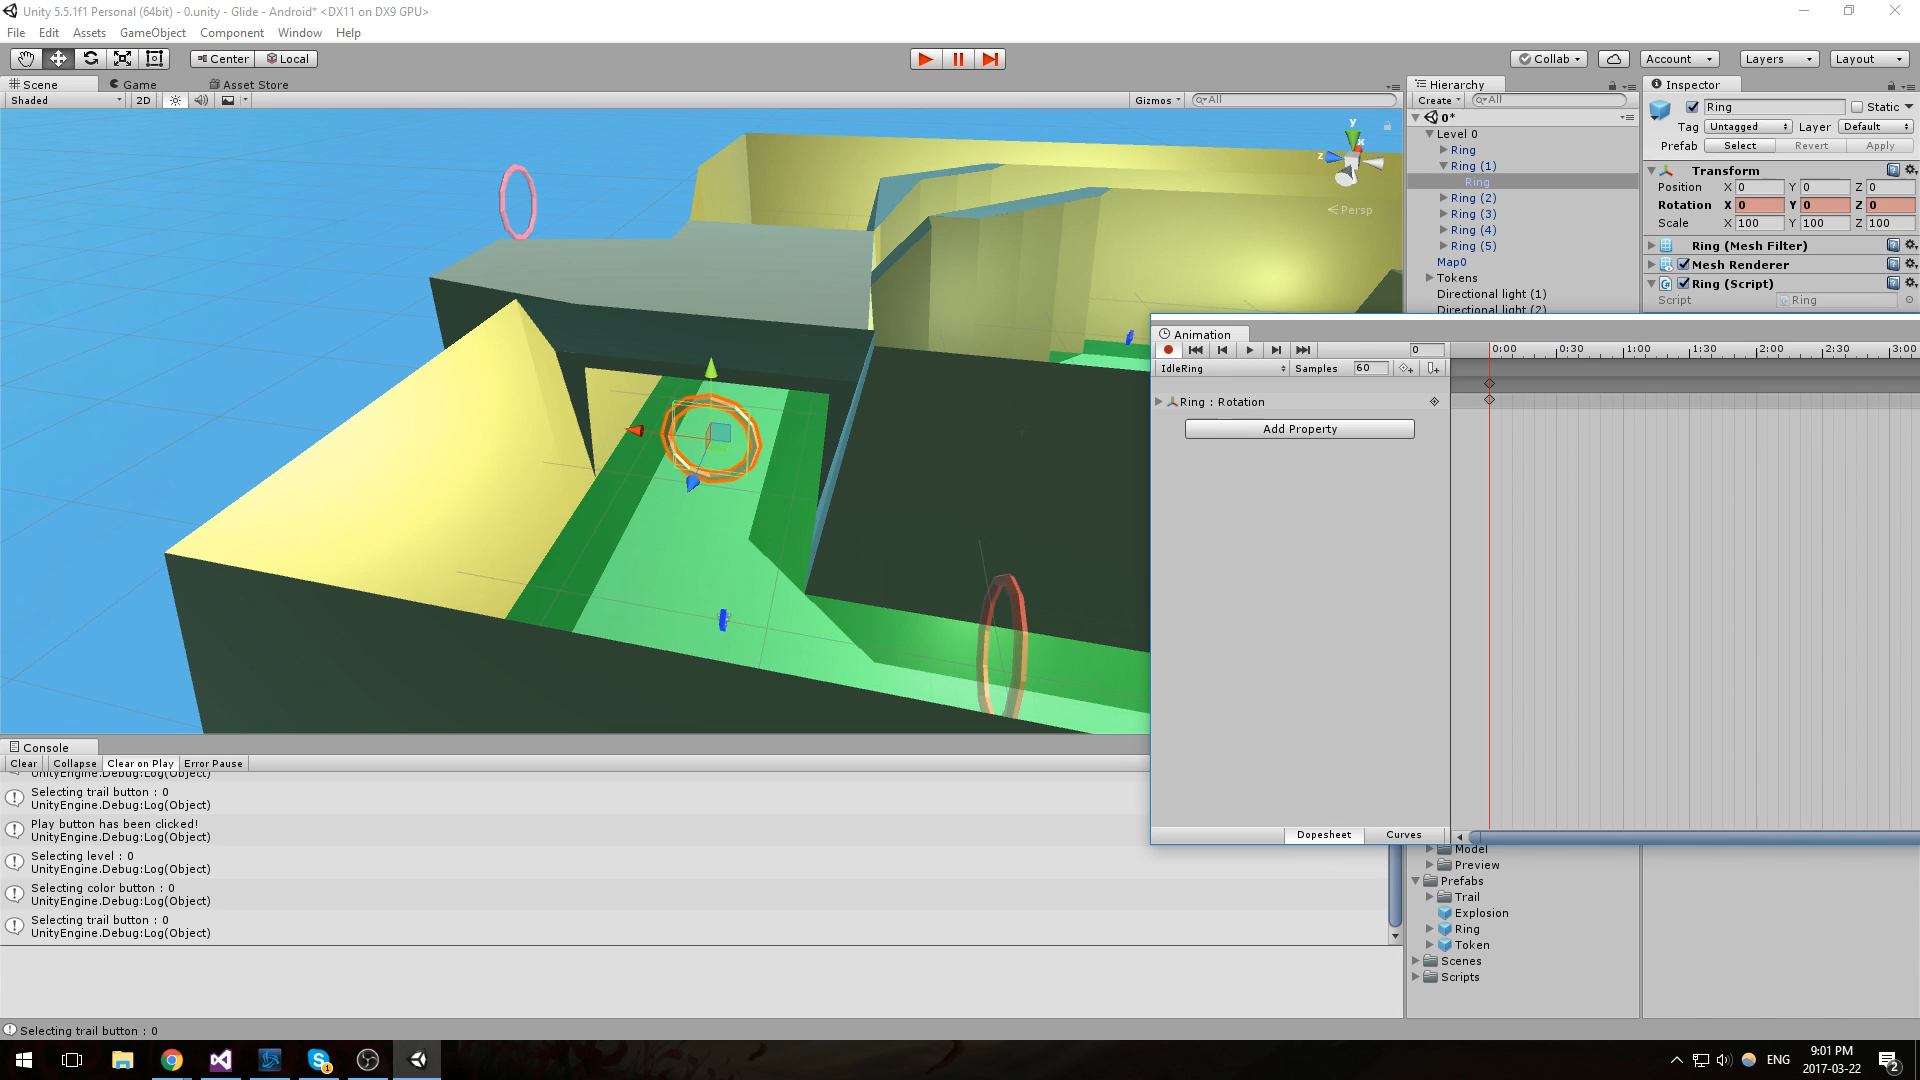 Unity 5.5.1f1 Personal (64bit) - 0.unity - Glide - Android* <DX11 on DX9 GPU>
File Edit Assets GameObject Component Window Help
Center Local
Collab Account Layers Layout
Scene Game Asset Store
Shaded 2D Gizmos All
y x z
Persp
Hierarchy
Create All
0*
Level 0
Ring
Ring (1)
Ring
Ring (2)
Ring (3)
Ring (4)
Ring (5)
Map0
Tokens
Directional light (1)
Directional light (2)
Inspector
Ring Static
Tag Untagged Layer Default
Prefab Select Revert Apply
Transform
Position X 0 Y 0 Z 0
Rotation X 0 Y 0 Z 0
Scale X 100 Y 100 Z 100
Ring (Mesh Filter)
Mesh Renderer
Ring (Script)
Script Ring
Animation
0 0:00 0:30 1:00 1:30 2:00 2:30 3:00
IdleRing Samples 60
Ring : Rotation
Add Property
Dopesheet Curves
Console
Clear Collapse Clear on Play Error Pause
UnityEngine.Debug:Log(Object)
Selecting trail button : 0
UnityEngine.Debug:Log(Object)
Play button has been clicked!
UnityEngine.Debug:Log(Object)
Selecting level : 0
UnityEngine.Debug:Log(Object)
Selecting color button : 0
UnityEngine.Debug:Log(Object)
Selecting trail button : 0
UnityEngine.Debug:Log(Object)
Model
Preview
Prefabs
Trail
Explosion
Ring
Token
Scenes
Scripts
Selecting trail button : 0
1
ENG
9:01 PM
2017-03-22
2